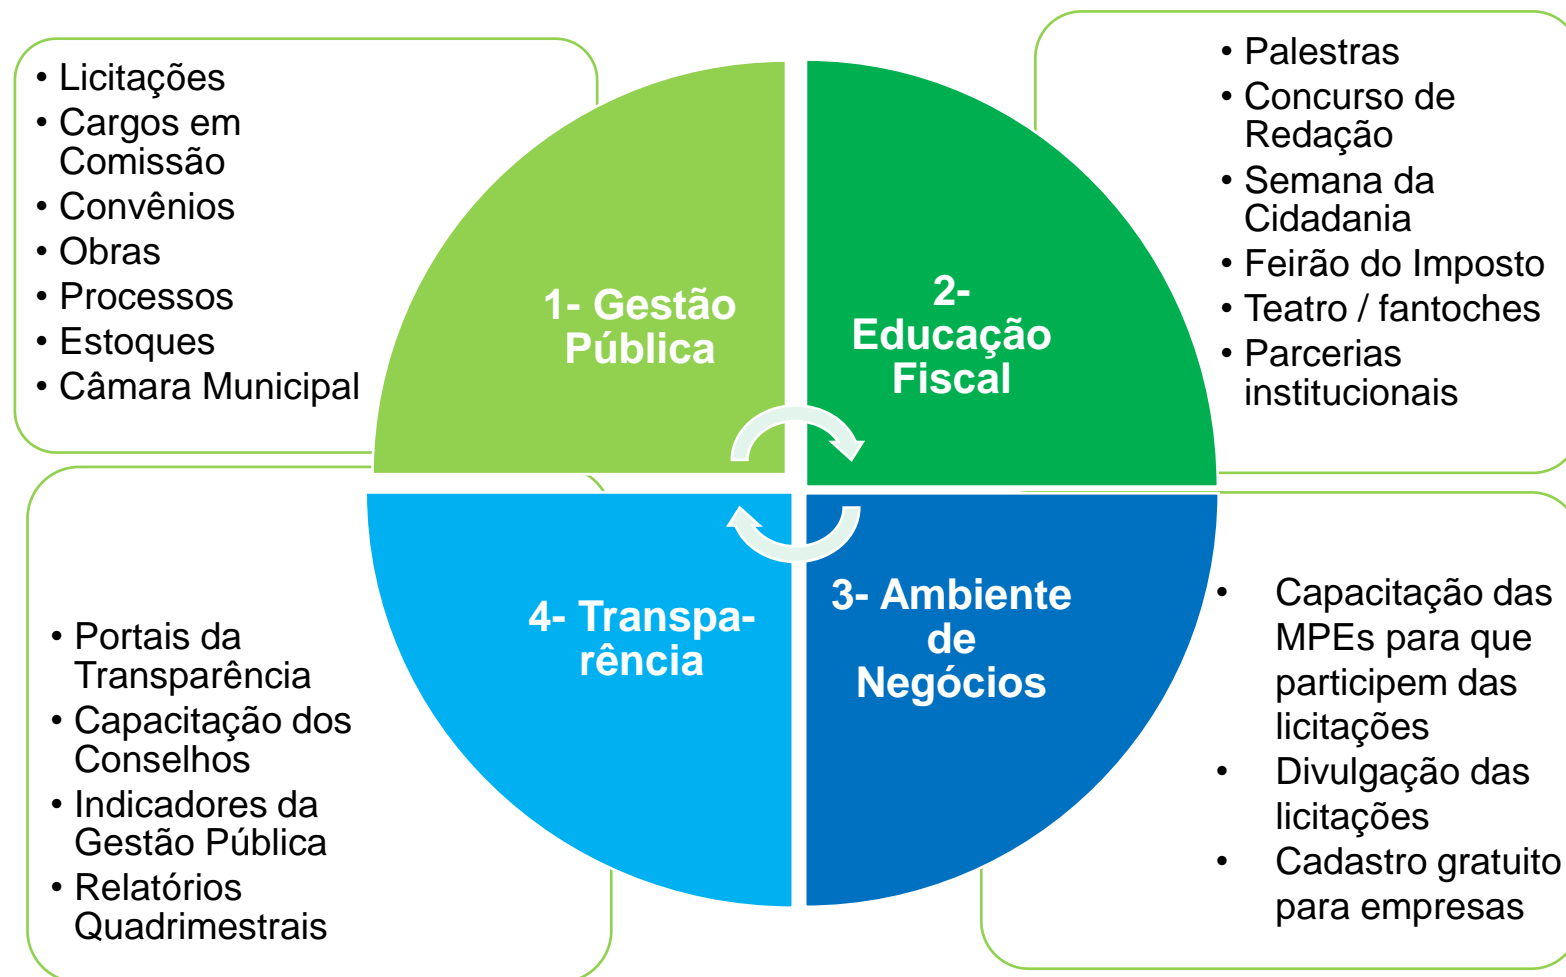 • Licitações
• Cargos em
Comissão
• Convênios
• Obras
• Processos
• Estoques
• Câmara Municipal
1- Gestão
Pública
2-
Educação
Fiscal
• Palestras
• Concurso de
Redação
• Semana da
Cidadania
• Feirão do Imposto
• Teatro / fantoches
• Parcerias
institucionais
• Portais da
Transparência
• Capacitação dos
Conselhos
• Indicadores da
Gestão Pública
• Relatórios
Quadrimestrais
4- Transpa-
rência
3- Ambiente
de
Negócios
• Capacitação das
MPEs para que
participem das
licitações
• Divulgação das
licitações
• Cadastro gratuito
para empresas